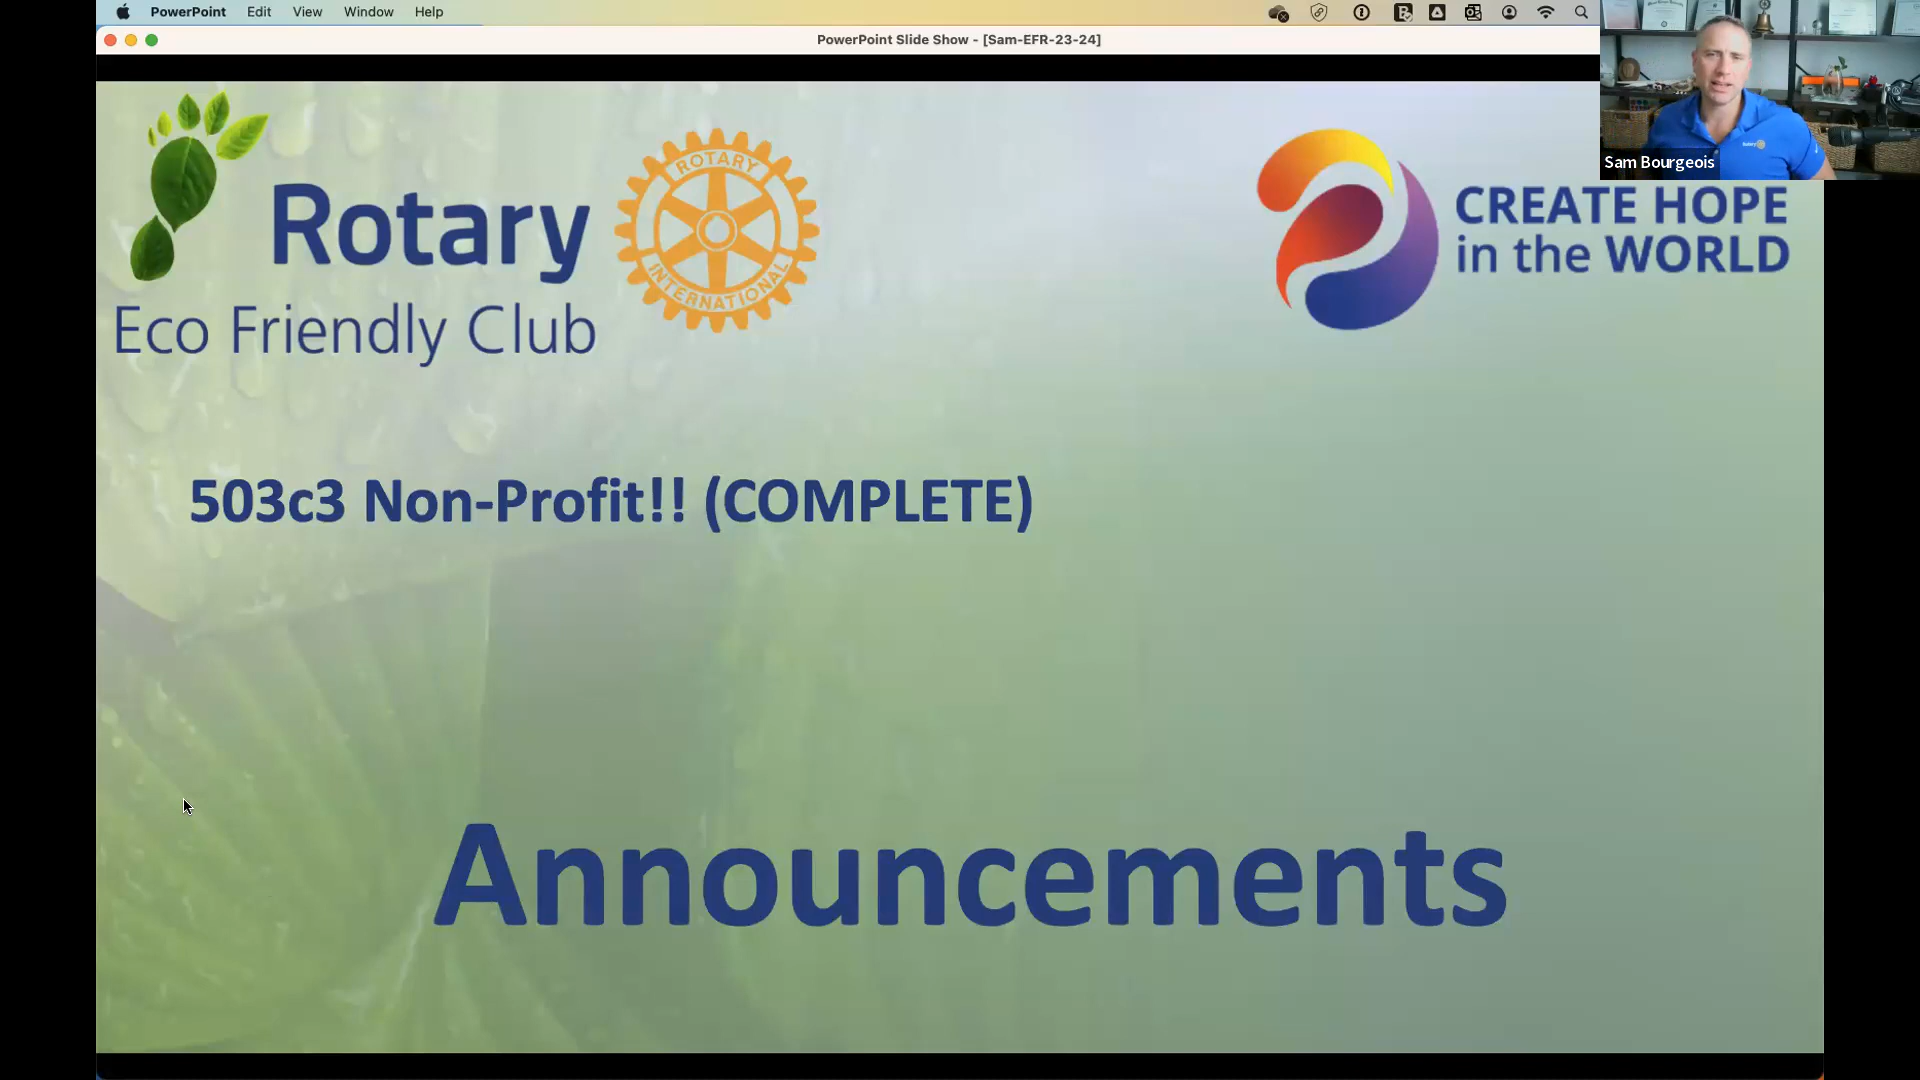 PowerPoint Edit View Window Help
PowerPoint Slide Show - [Sam-EFR-23-24]
Sam Bourgeois
Rotary
Eco Friendly Club
ROTARY
INTERNATIONAL
CREATE HOPE
in the WORLD
503c3 Non-Profit!! (COMPLETE)
Announcements